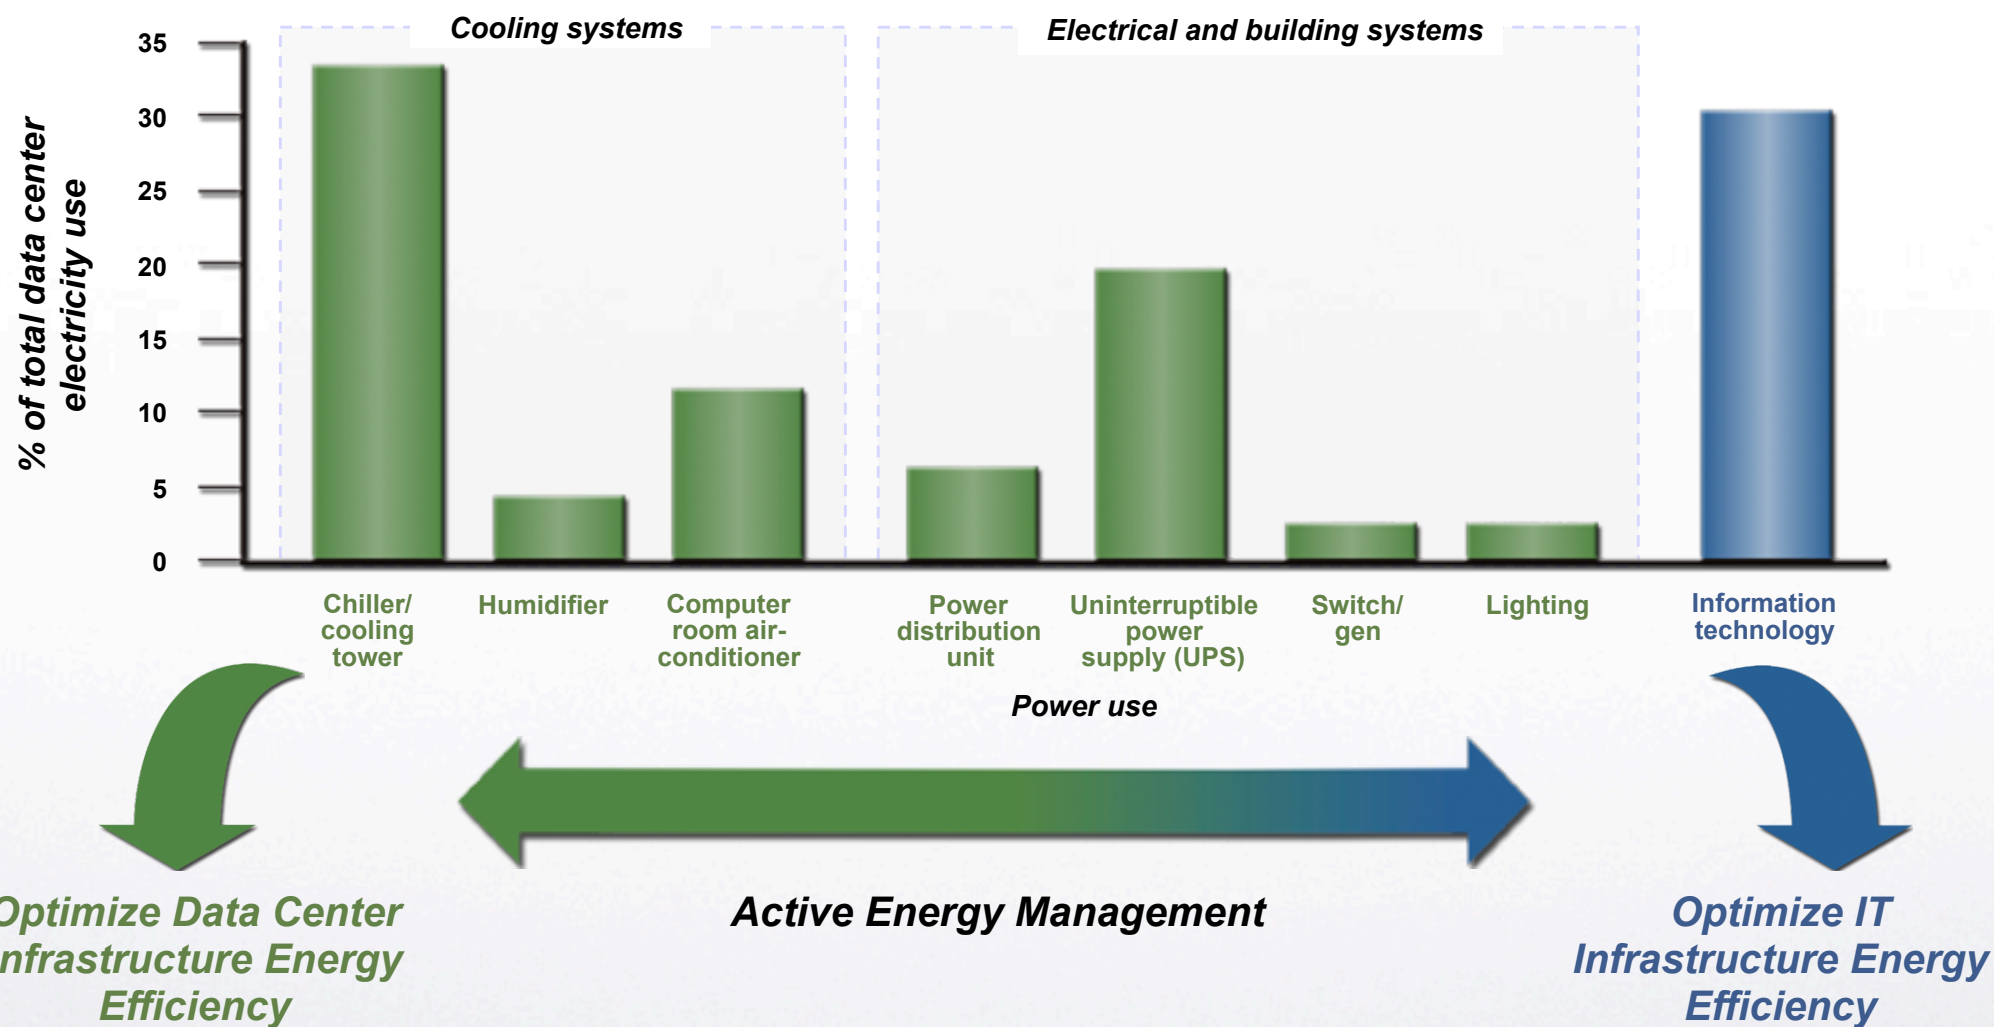 Cooling systems
Electrical and building systems
% of total data center
electricity use
35
30
25
20
15
10
5
0
Chiller/
cooling
tower
Humidifier
Computer
room air-
conditioner
Power
distribution
unit
Uninterruptible
power
supply (UPS)
Switch/
gen
Lighting
Information
technology
Power use
Optimize Data Center
nfrastructure Energy
Efficiency
Active Energy Management
Optimize IT
Infrastructure Energy
Efficiency